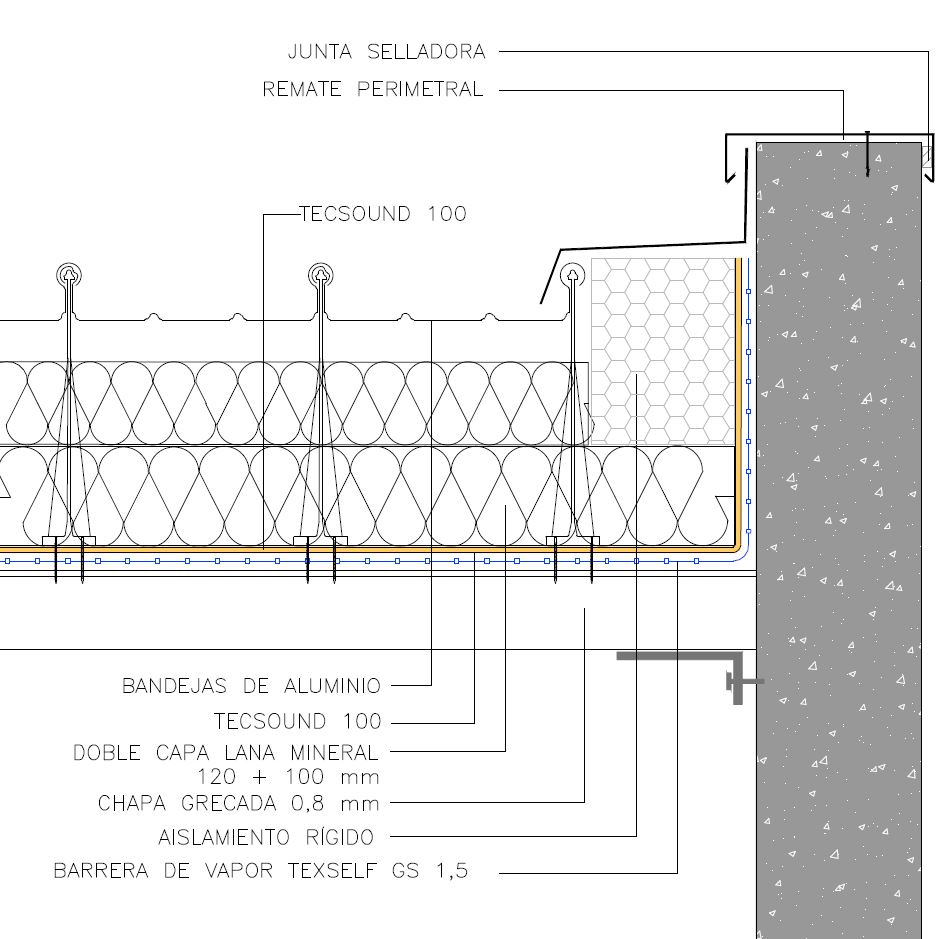 JUNTA SELLADORA
REMATE PERIMETRAL
TECSOUND 100
BANDEJAS DE ALUMINIO
TECSOUND 100
DOBLE CAPA LANA MINERAL
120 + 100 mm
CHAPA GRECADA 0,8 mm
AISLAMIENTO RÍGIDO
BARRERA DE VAPOR TEXSELF GS 1,5